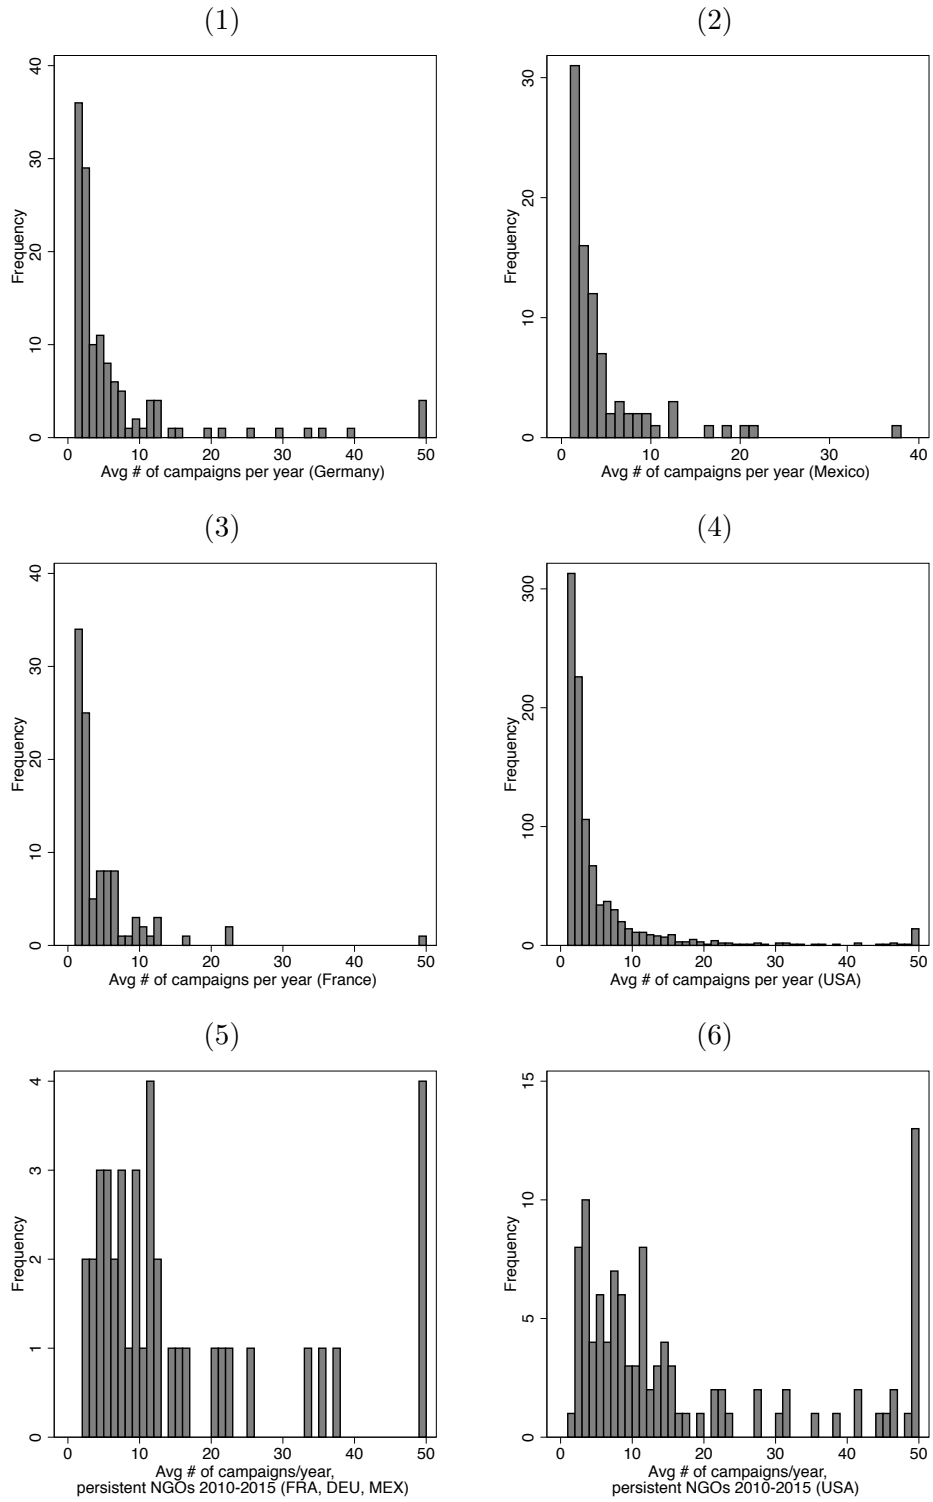 (1)
(2)
40
30
20
10
0
Frequency
0 10 20 30 40 50
Avg # of campaigns per year (Germany)
30
20
10
0
Frequency
0 10 20 30 40
Avg # of campaigns per year (Mexico)
(3)
(4)
40
30
20
10
0
Frequency
0 10 20 30 40 50
Avg # of campaigns per year (France)
300
200
100
0
Frequency
0 10 20 30 40 50
Avg # of campaigns per year (USA)
(5)
(6)
4
3
2
1
0
Frequency
0 10 20 30 40 50
Avg # of campaigns/year,
persistent NGOs 2010-2015 (FRA, DEU, MEX)
15
10
5
0
Frequency
0 10 20 30 40 50
Avg # of campaigns/year,
persistent NGOs 2010-2015 (USA)